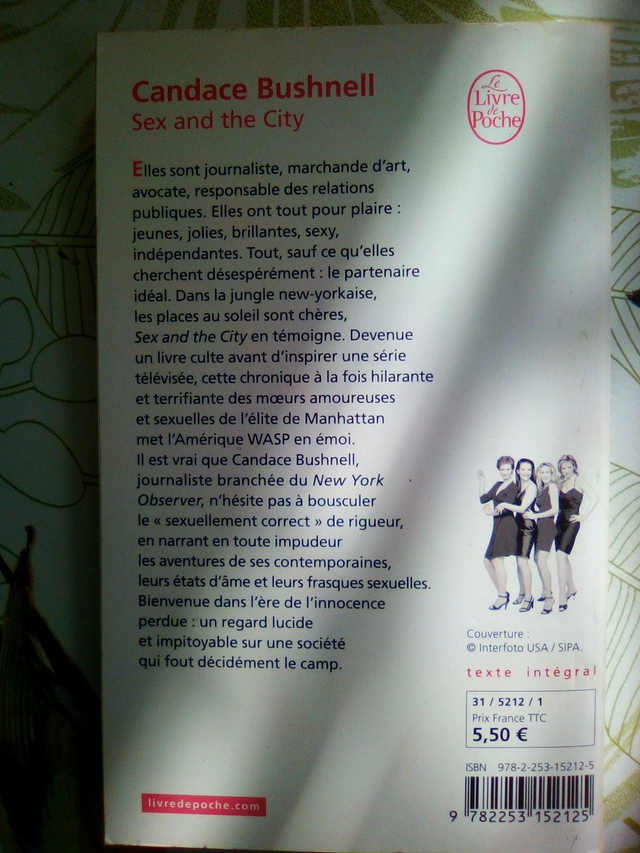 Candace Bushnell
Sex and the City
Le
Livre
de
Poche
Elles sont journaliste, marchande d'art,
avocate, responsable des relations
publiques. Elles ont tout pour plaire :
jeunes, jolies, brillantes, sexy,
indépendantes. Tout, sauf ce qu'elles
cherchent désespérément : le partenaire
idéal. Dans la jungle new-yorkaise,
les places au soleil sont chères,
Sex and the City en témoigne. Devenue
un livre culte avant d'inspirer une série
télévisée, cette chronique à la fois hilarante
et terrifiante des mœurs amoureuses
et sexuelles de l'élite de Manhattan
met l'Amérique WASP en émoi.
Il est vrai que Candace Bushnell,
journaliste branchée du New York
Observer, n'hésite pas à bousculer
le « sexuellement correct » de rigueur,
en narrant en toute impudeur
les aventures de ses contemporaines,
leurs états d'âme et leurs frasques sexuelles.
Bienvenue dans l'ère de l'innocence
perdue : un regard lucide
et impitoyable sur une société
qui fout décidément le camp.
Couverture :
© Interfoto USA / SIPA.
texte intégral
31 / 5212 / 1
Prix France TTC
5,50 €
ISBN 978-2-253-15212-5
9 782253 152125
livredepoche.com